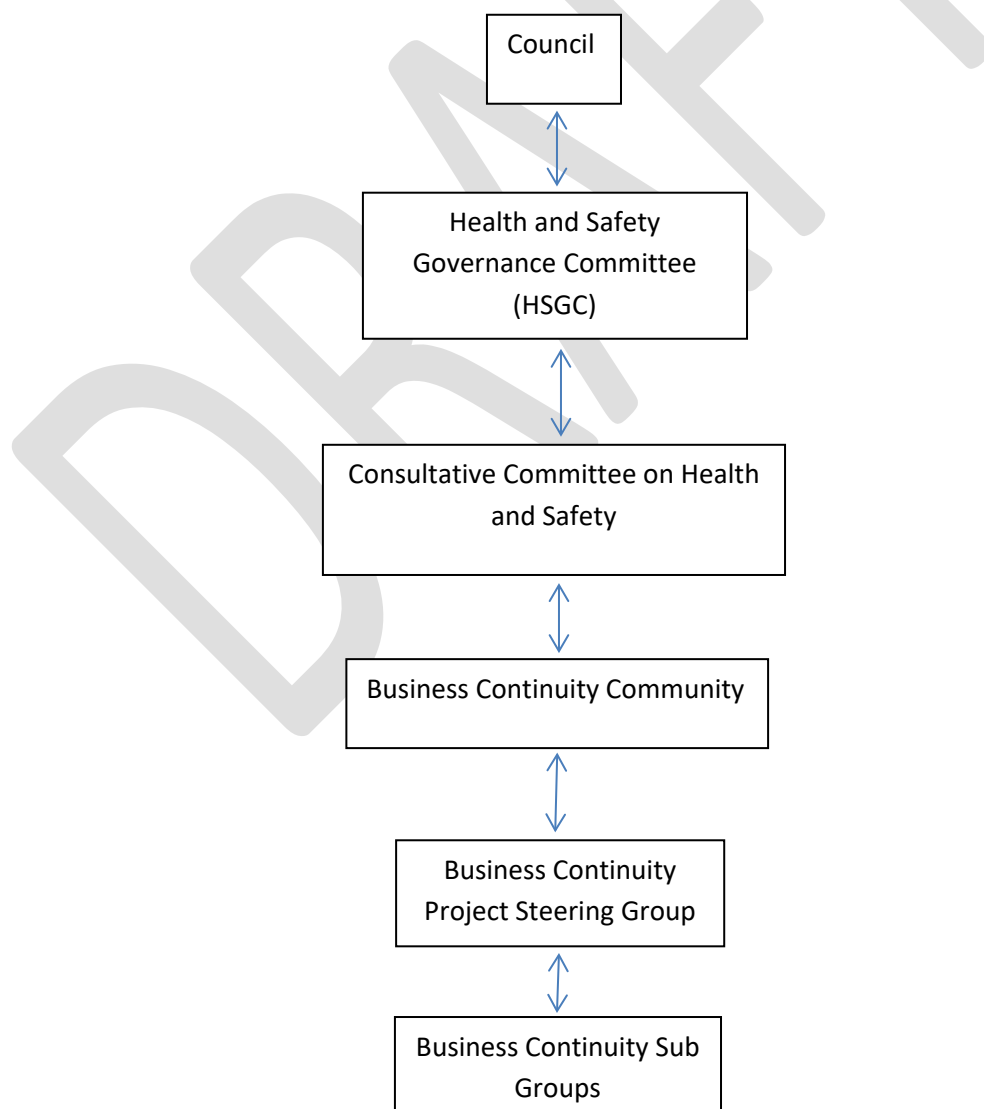 DRAFT
Council
Health and Safety
Governance Committee
(HSGC)
Consultative Committee on Health
and Safety
Business Continuity Community
Business Continuity
Project Steering Group
Business Continuity Sub
Groups